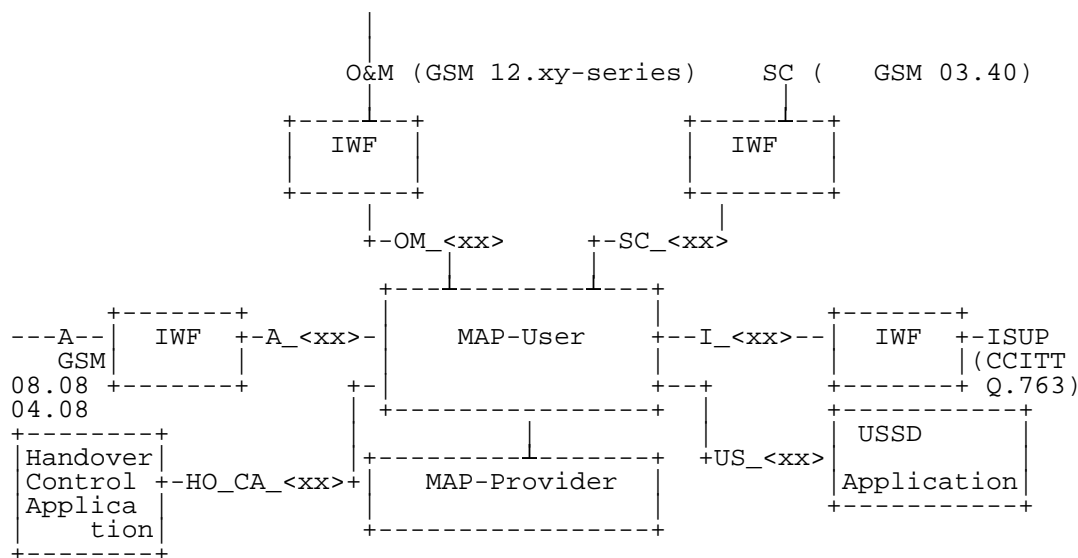 O&M (GSM 12.xy-series) SC ( GSM 03.40)
IWF IWF
OM_<xx> SC_<xx>
---A-- IWF -A_<xx>- MAP-User --I_<xx>-- IWF -ISUP
GSM (CCITT
08.08 Q.763)
04.08
USSD
Handover
Control -HO_CA_<xx> MAP-Provider US_<xx> Application
Applica
tion